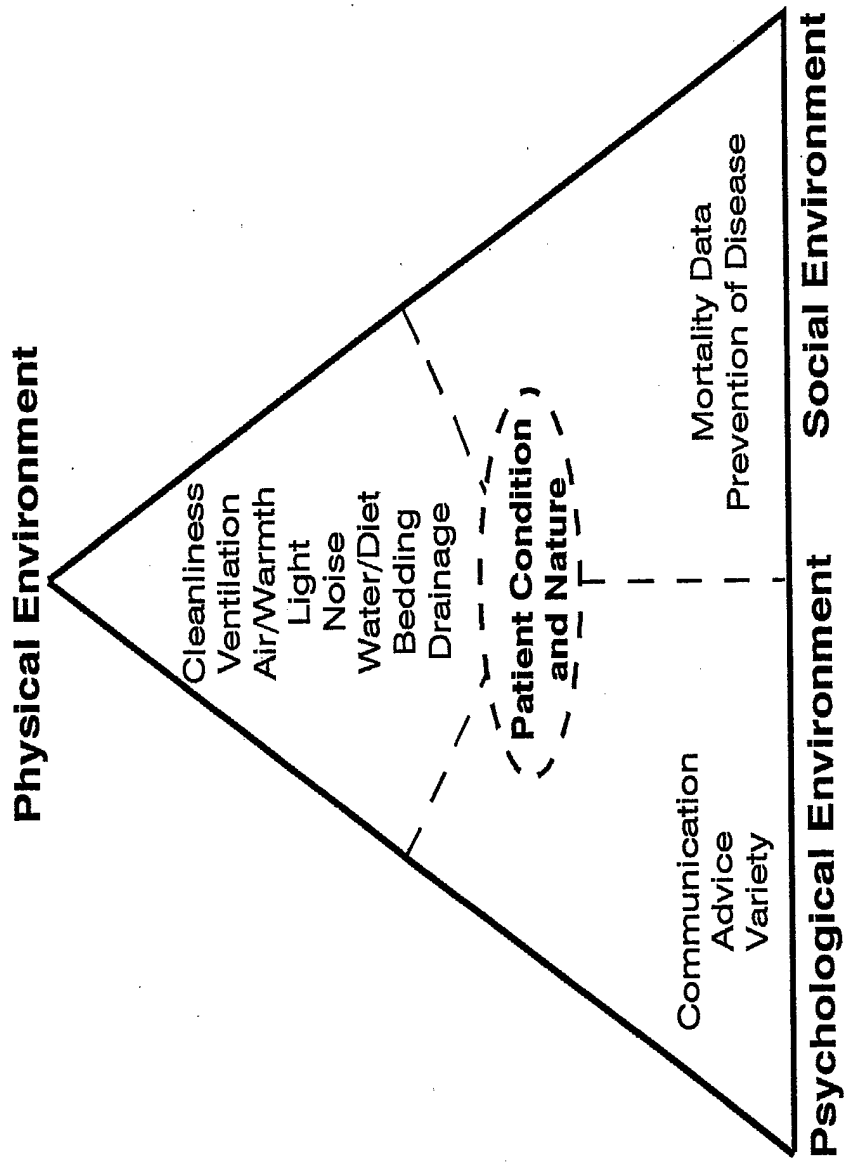 Physical Environment
Cleanliness
Ventilation
Air/Warmth
Light
Noise
Water/Diet
Bedding
Drainage
Patient Condition
and Nature
Communication
Advice
Variety
Mortality Data
Prevention of Disease
Psychological Environment
Social Environment